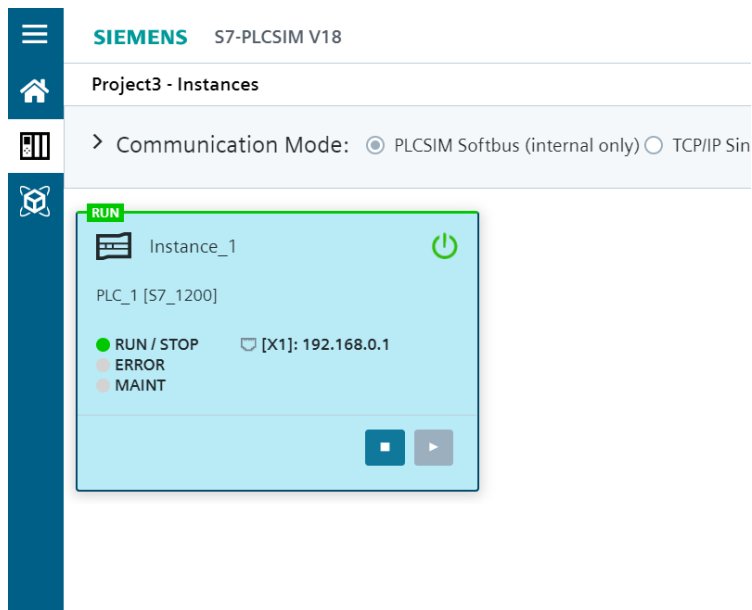 SIEMENS S7-PLCSIM V18
Project3 - Instances
Communication Mode: PLCSIM Softbus (internal only) TCP/IP Sin
RUN
Instance_1
PLC_1 [S7_1200]
RUN / STOP [X1]: 192.168.0.1
ERROR
MAINT